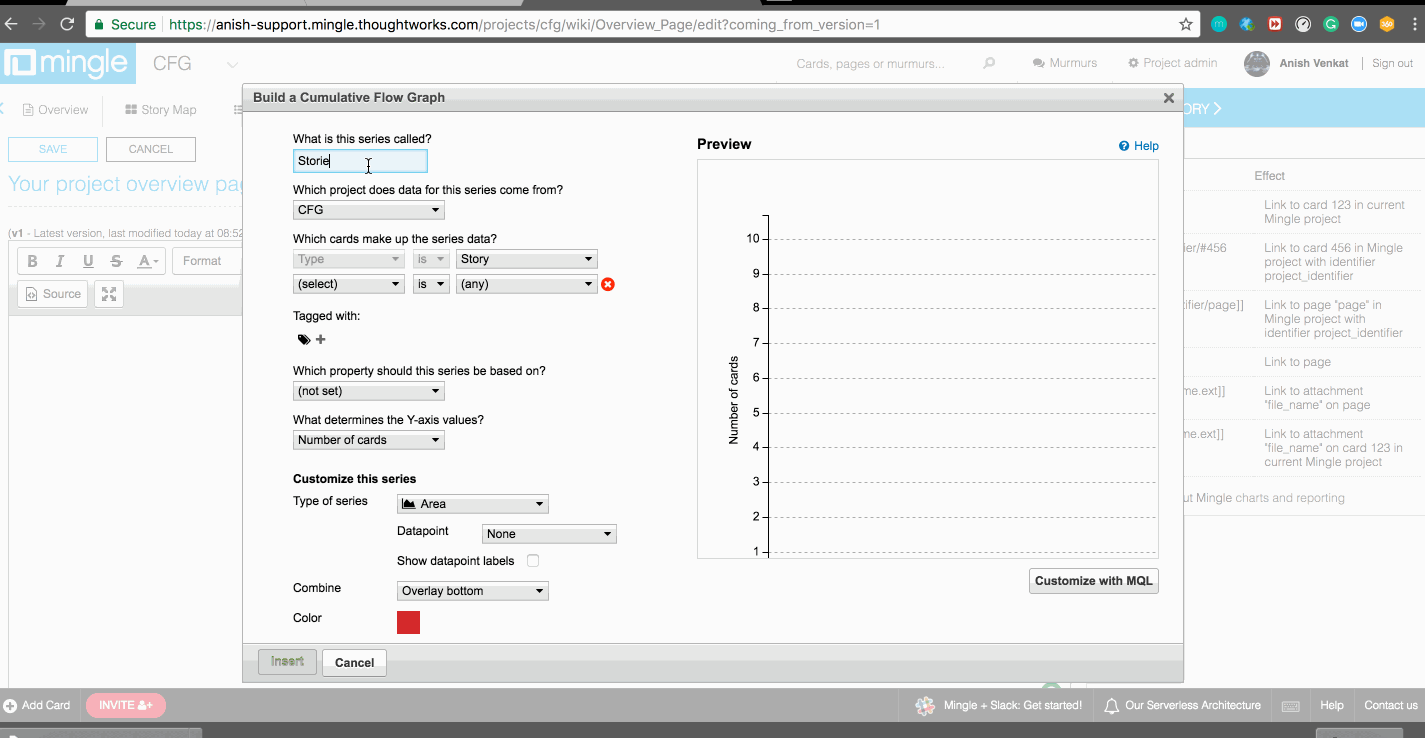 Secure https://anish-support.mingle.thoughtworks.com/projects/cfg/wiki/Overview_Page/edit?coming_from_version=1
mingle CFG Cards, pages or murmurs... Murmurs Project admin Anish Venkat Sign out
Overview Story Map
ORY
SAVE CANCEL
Your project overview pa
(v1 - Latest version, last modified today at 08:52
B I U S A Format
Source
Build a Cumulative Flow Graph
What is this series called?
Storie
Which project does data for this series come from?
CFG
Which cards make up the series data?
Type is Story
(select) is (any)
Tagged with:
Which property should this series be based on?
(not set)
What determines the Y-axis values?
Number of cards
Customize this series
Type of series Area
Datapoint None
Show datapoint labels
Combine Overlay bottom
Color
Insert Cancel
Preview
Help
Number of cards
10
9
8
7
6
5
4
3
2
1
Customize with MQL
Effect
Link to card 123 in current
Mingle project
ier/#456 Link to card 456 in Mingle
project with identifier
project_identifier
tifier/page]] Link to page "page" in
Mingle project with
identifier project_identifier
Link to page
me.ext]] Link to attachment
"file_name" on page
me.ext]] Link to attachment
"file_name" on card 123 in
current Mingle project
ut Mingle charts and reporting
Add Card INVITE Mingle + Slack: Get started! Our Serverless Architecture Help Contact us